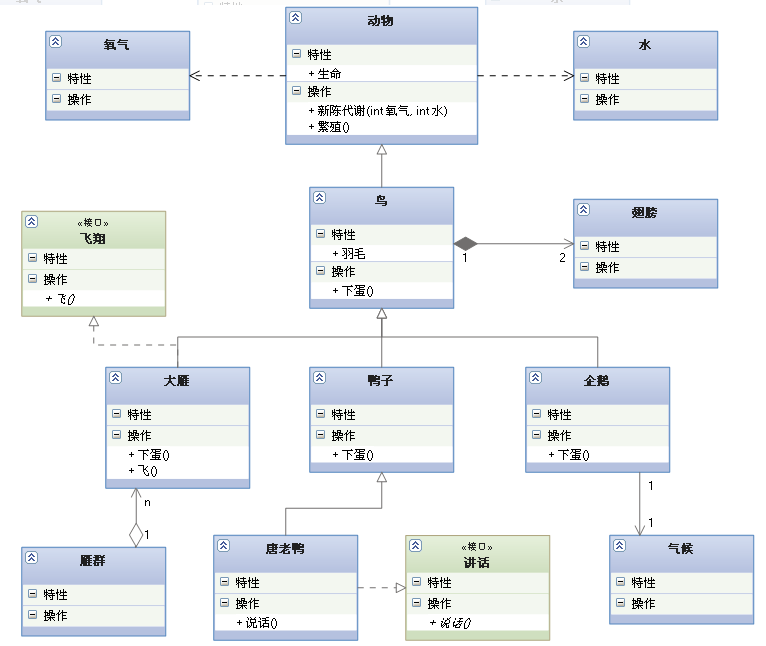 动物
特性
+ 生命
操作
+ 新陈代谢(int 氧气, int 水)
+ 繁殖()
氧气
特性
操作
水
特性
操作
鸟
特性
+ 羽毛
操作
+ 下蛋()
1
2
翅膀
特性
操作
«接口»
飞翔
特性
操作
+ 飞()
大雁
特性
操作
+ 下蛋()
+ 飞()
鸭子
特性
操作
+ 下蛋()
企鹅
特性
操作
+ 下蛋()
n
1
1
1
雁群
特性
操作
唐老鸭
特性
操作
+ 说话()
«接口»
讲话
特性
操作
+ 说话()
气候
特性
操作